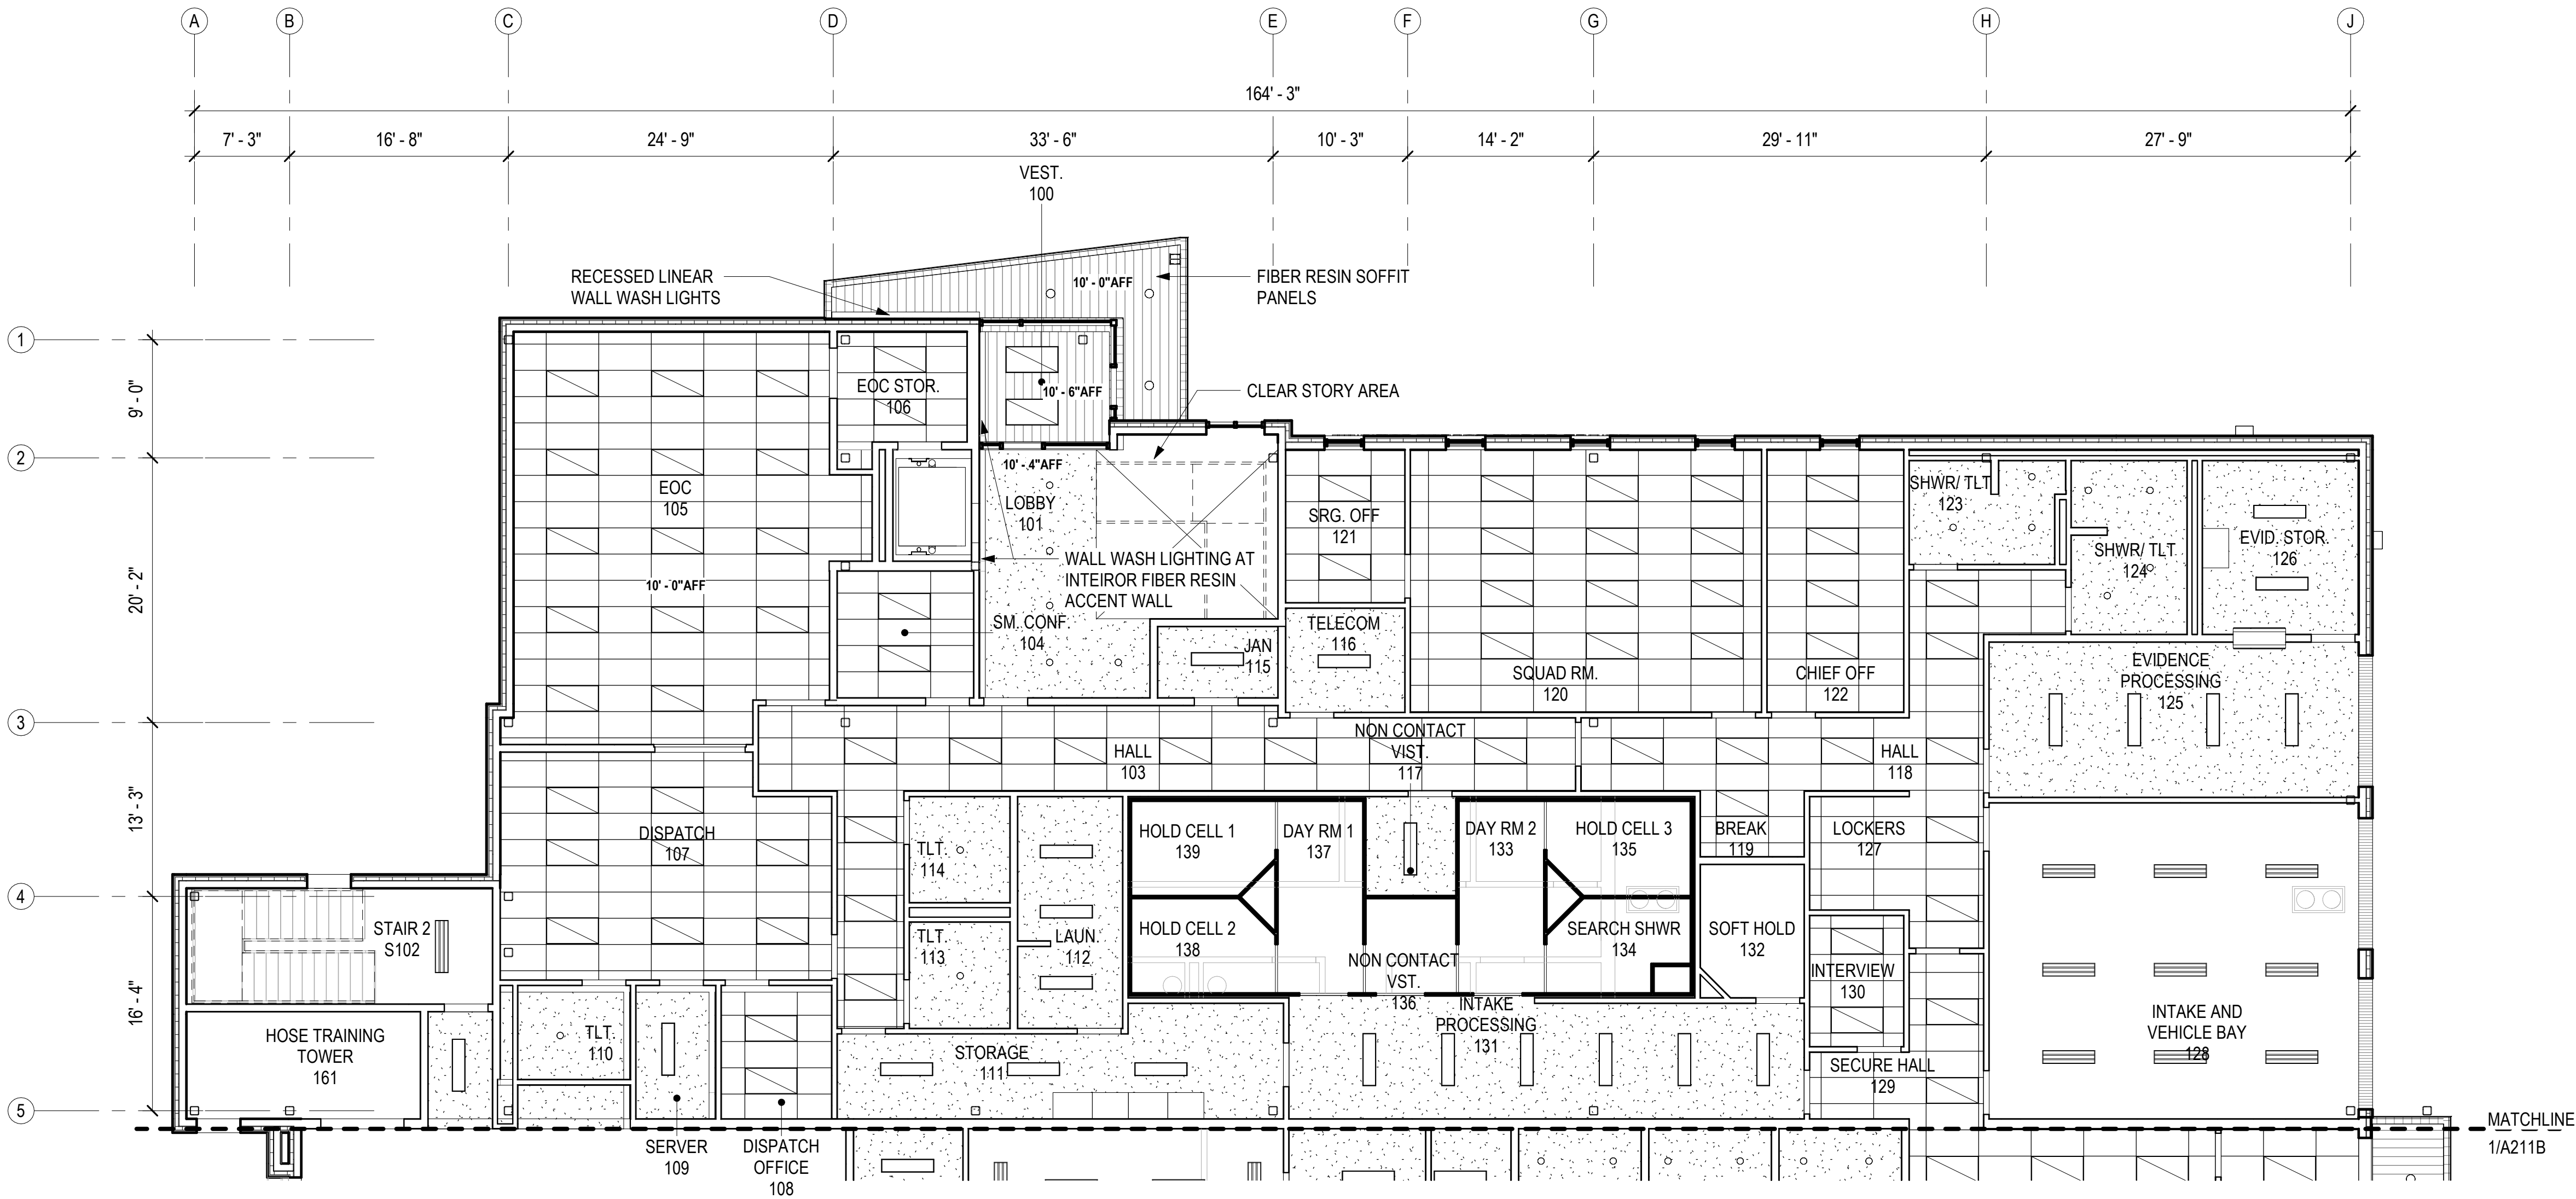 A
B
C
D
E
F
G
H
J
164' - 3"
7' - 3"
16' - 8"
24' - 9"
33' - 6"
10' - 3"
14' - 2"
29' - 11"
27' - 9"
VEST.
100
RECESSED LINEAR
WALL WASH LIGHTS
10' - 0"AFF
FIBER RESIN SOFFIT
PANELS
1
9' - 0"
EOC STOR.
106
10' - 6"AFF
CLEAR STORY AREA
2
10' - 4"AFF
EOC
105
LOBBY
101
SRG. OFF
121
SHWR/ TLT
123
SHWR/ TLT
124
EVID. STOR.
126
20' - 2"
10' - 0"AFF
WALL WASH LIGHTING AT
INTEIROR FIBER RESIN
ACCENT WALL
SM. CONF.
104
JAN
115
TELECOM
116
SQUAD RM.
120
CHIEF OFF
122
EVIDENCE
PROCESSING
125
3
HALL
103
NON CONTACT
VIST.
117
HALL
118
13' - 3"
DISPATCH
107
TLT.
114
HOLD CELL 1
139
DAY RM 1
137
DAY RM 2
133
HOLD CELL 3
135
BREAK
119
LOCKERS
127
4
STAIR 2
S102
TLT.
113
LAUN.
112
HOLD CELL 2
138
NON CONTACT
VST.
136
SEARCH SHWR
134
SOFT HOLD
132
INTERVIEW
130
16' - 4"
HOSE TRAINING
TOWER
161
TLT.
110
STORAGE
111
INTAKE
PROCESSING
131
SECURE HALL
129
INTAKE AND
VEHICLE BAY
128
5
SERVER
109
DISPATCH
OFFICE
108
MATCHLINE
1/A211B